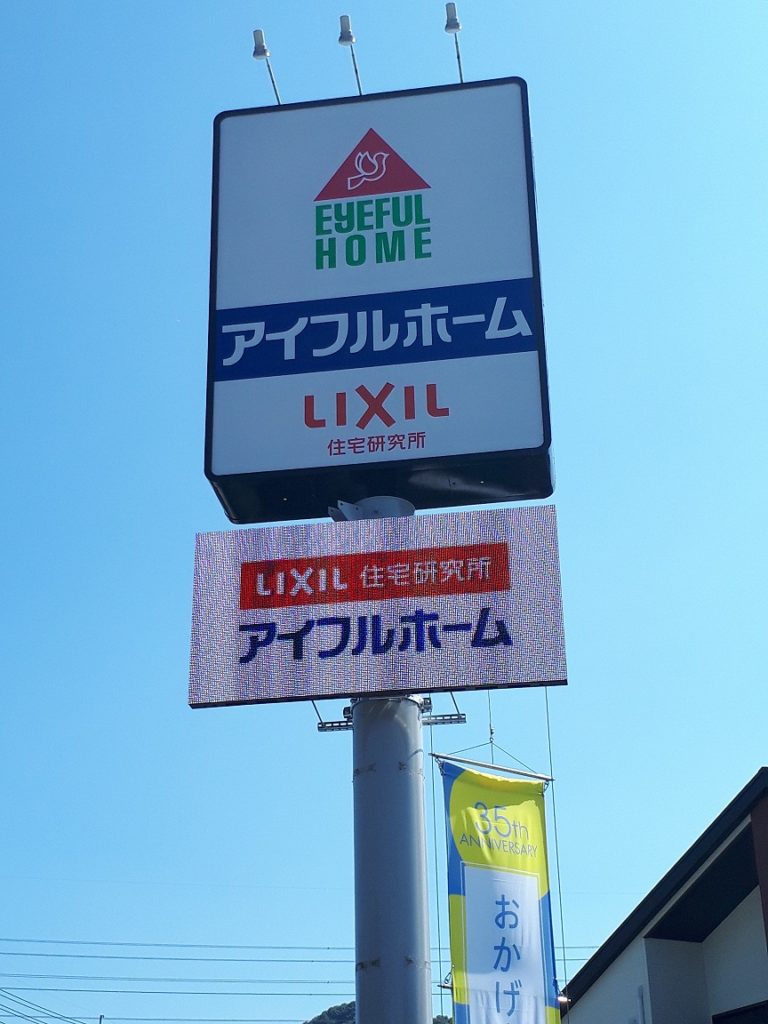 EYEFUL
HOME
アイフルホーム
LIXIL
住宅研究所
LIXIL 住宅研究所
アイフルホーム
35th
ANNIVERSARY
おかげ